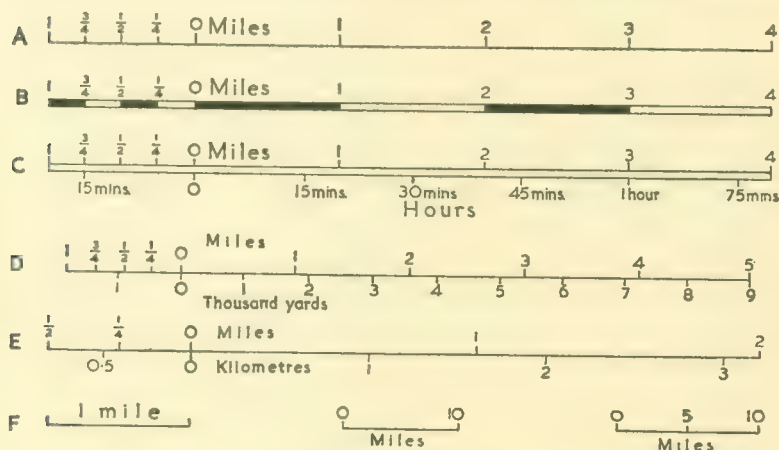 1 ¾ ½ ¼ 0 Miles 1 2 3 4
A
1 ¾ ½ ¼ 0 Miles 1 2 3 4
B
1 ¾ ½ ¼ 0 Miles 1 2 3 4
C
15mins. 0 15mins. 30mins 45mins 1hour 75mins
Hours
1 ¾ ½ ¼ 0 Miles 1 2 3 4 5
D
1 0 1 2 3 4 5 6 7 8 9
Thousand yards
½ ¼ 0 Miles 1 2
E
0·5 0 Kilometres 1 2 3
F 1 mile 0 10 0 5 10
Miles Miles